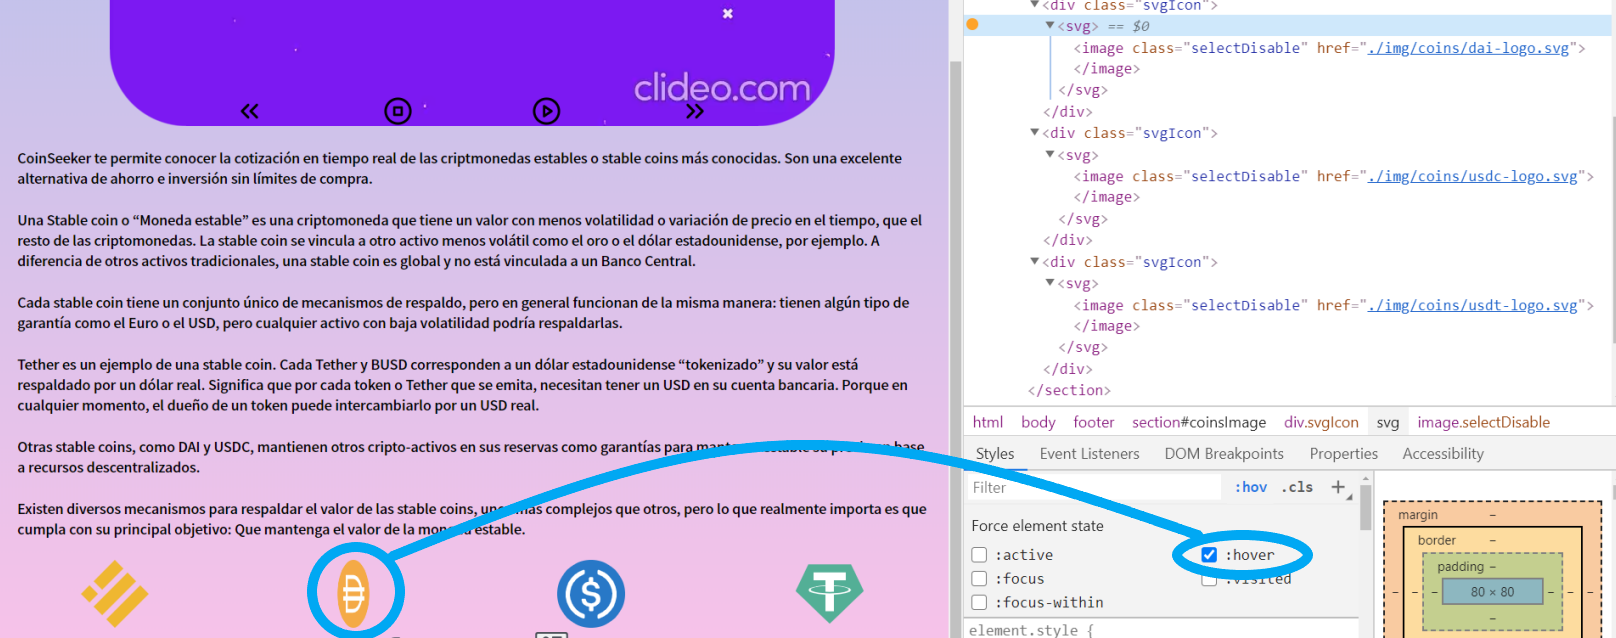 clideo.com
CoinSeeker te permite conocer la cotización en tiempo real de las criptmonedas estables o stable coins más conocidas. Son una excelente
alternativa de ahorro e inversión sin límites de compra.
Una Stable coin o “Moneda estable” es una criptomoneda que tiene un valor con menos volatilidad o variación de precio en el tiempo, que el
resto de las criptomonedas. La stable coin se vincula a otro activo menos volátil como el oro o el dólar estadounidense, por ejemplo. A
diferencia de otros activos tradicionales, una stable coin es global y no está vinculada a un Banco Central.
Cada stable coin tiene un conjunto único de mecanismos de respaldo, pero en general funcionan de la misma manera: tienen algún tipo de
garantía como el Euro o el USD, pero cualquier activo con baja volatilidad podría respaldarlas.
Tether es un ejemplo de una stable coin. Cada Tether y BUSD corresponden a un dólar estadounidense “tokenizado” y su valor está
respaldado por un dólar real. Significa que por cada token o Tether que se emita, necesitan tener un USD en su cuenta bancaria. Porque en
cualquier momento, el dueño de un token puede intercambiarlo por un USD real.
Otras stable coins, como DAI y USDC, mantienen otros cripto-activos en sus reservas como garantías para base
a recursos descentralizados.
Existen diversos mecanismos para respaldar el valor de las stable coins, más complejos que otros, pero lo que realmente importa es que
cumpla con su principal objetivo: Que mantenga el valor de la moneda estable.
<div class="svgIcon">
<svg> == $0
<image class="selectDisable" href="./img/coins/dai-logo.svg">
</image>
</svg>
</div>
<div class="svgIcon">
<svg>
<image class="selectDisable" href="./img/coins/usdc-logo.svg">
</image>
</svg>
</div>
<div class="svgIcon">
<svg>
<image class="selectDisable" href="./img/coins/usdt-logo.svg">
</image>
</svg>
</div>
</section>
html body footer section#coinsImage div.svgIcon svg image.selectDisable
Styles Event Listeners DOM Breakpoints Properties Accessibility
Filter :hov .cls +
Force element state
:active :hover
:focus :visited
:focus-within
element.style {
margin –
border –
padding –
– – – 80 × 80 – – –
–